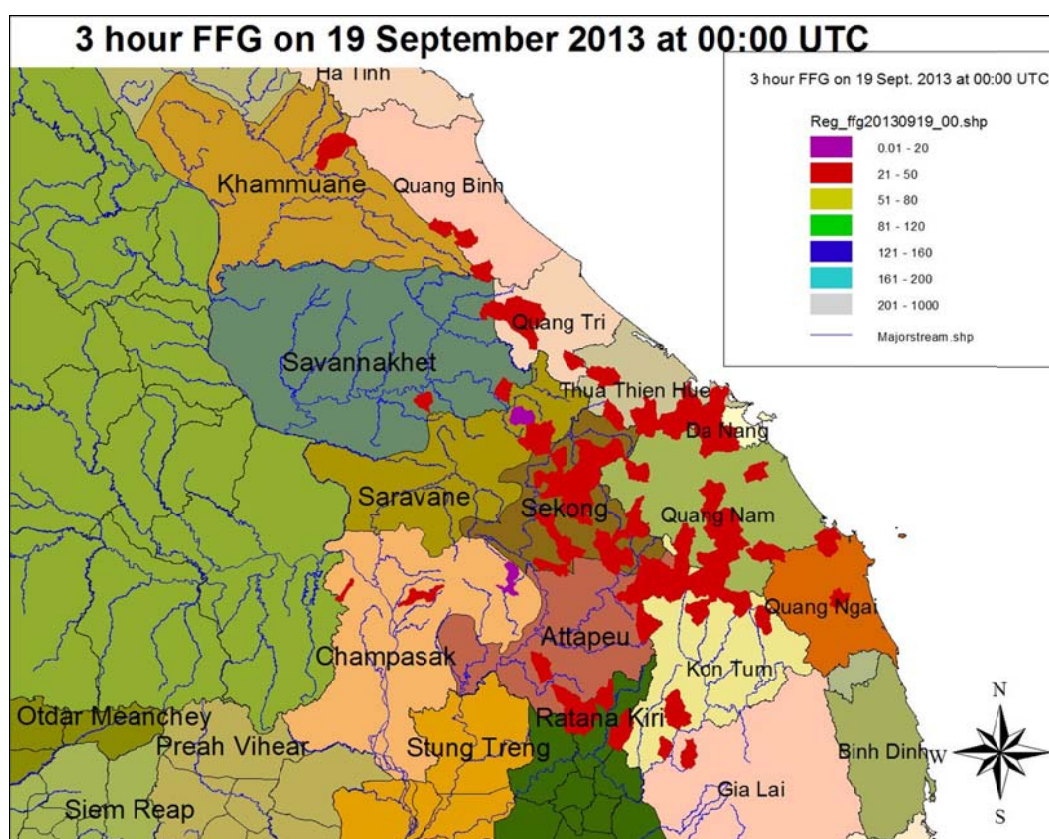 3 hour FFG on 19 September 2013 at 00:00 UTC
3 hour FFG on 19 Sept. 2013 at 00:00 UTC
Reg_ffg20130919_00.shp
0.01 - 20
21 - 50
51 - 80
81 - 120
121 - 160
161 - 200
201 - 1000
Majorstream.shp
Ha Tinh
Khammuane
Quang Binh
Quang Tri
Savannakhet
Thua Thien Hue
Da Nang
Saravane
Sekong
Quang Nam
Quang Ngai
Attapeu
Champasak
Kon Tum
Otdar Meanchey
Preah Vihear
Stung Treng
Ratana Kiri
Binh Dinh
Siem Reap
Gia Lai
N
W
E
S